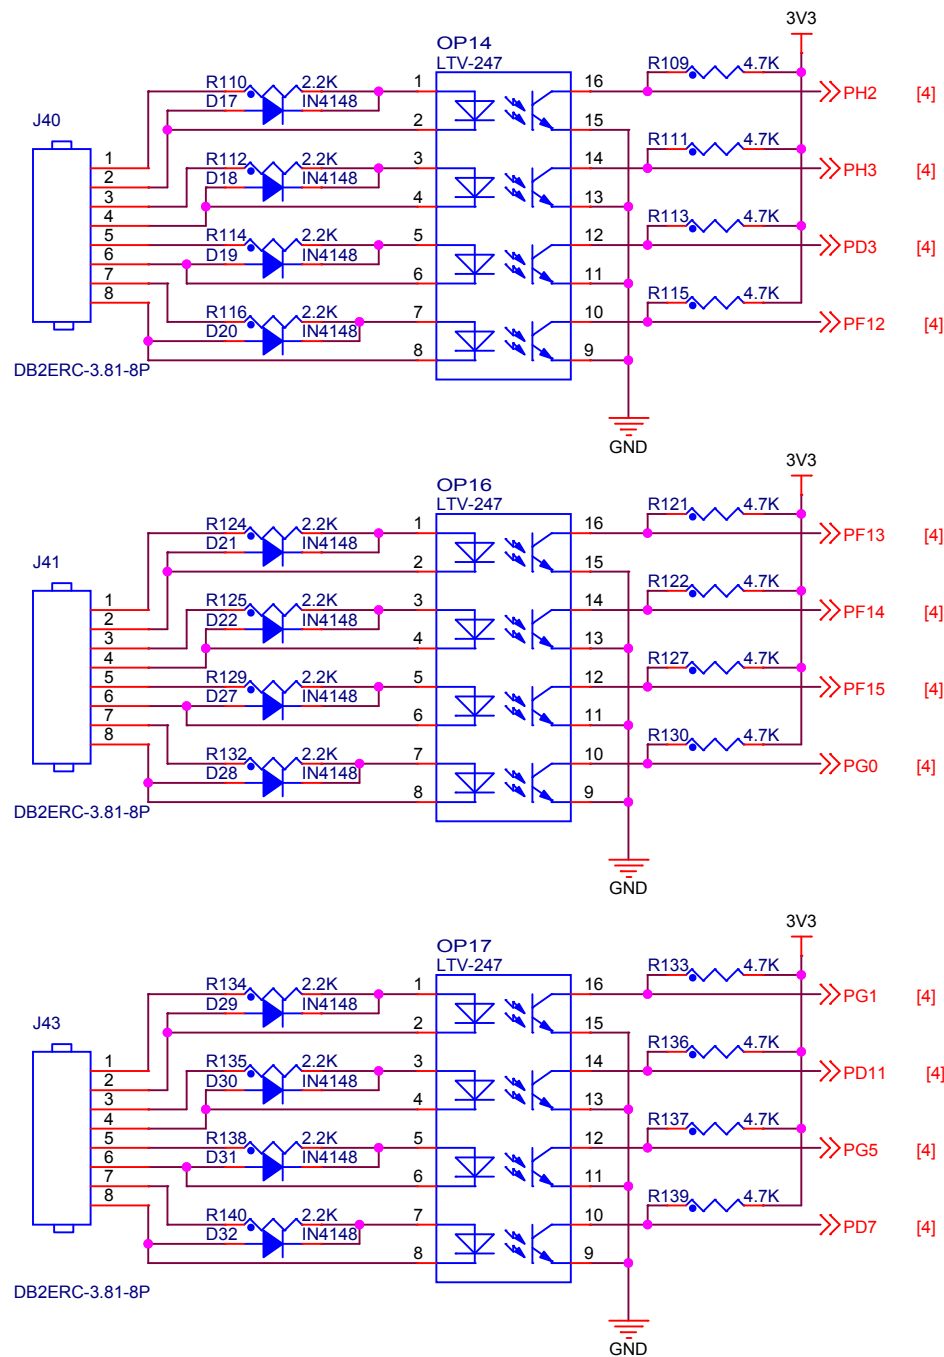 3V3
OP14
LTV-247
R110 2.2K
D17 IN4148
1
2
16
15
R109 4.7K
PH2 [4]
J40
R112 2.2K
D18 IN4148
3
4
14
13
R111 4.7K
PH3 [4]
1
2
3
4
5
6
7
8
R114 2.2K
D19 IN4148
5
6
12
11
R113 4.7K
PD3 [4]
R116 2.2K
D20 IN4148
7
8
10
9
R115 4.7K
PF12 [4]
DB2ERC-3.81-8P
GND
3V3
OP16
LTV-247
R124 2.2K
D21 IN4148
1
2
16
15
R121 4.7K
PF13 [4]
J41
R125 2.2K
D22 IN4148
3
4
14
13
R122 4.7K
PF14 [4]
1
2
3
4
5
6
7
8
R129 2.2K
D27 IN4148
5
6
12
11
R127 4.7K
PF15 [4]
R132 2.2K
D28 IN4148
7
8
10
9
R130 4.7K
PG0 [4]
DB2ERC-3.81-8P
GND
3V3
OP17
LTV-247
R134 2.2K
D29 IN4148
1
2
16
15
R133 4.7K
PG1 [4]
J43
R135 2.2K
D30 IN4148
3
4
14
13
R136 4.7K
PD11 [4]
1
2
3
4
5
6
7
8
R138 2.2K
D31 IN4148
5
6
12
11
R137 4.7K
PG5 [4]
R140 2.2K
D32 IN4148
7
8
10
9
R139 4.7K
PD7 [4]
DB2ERC-3.81-8P
GND